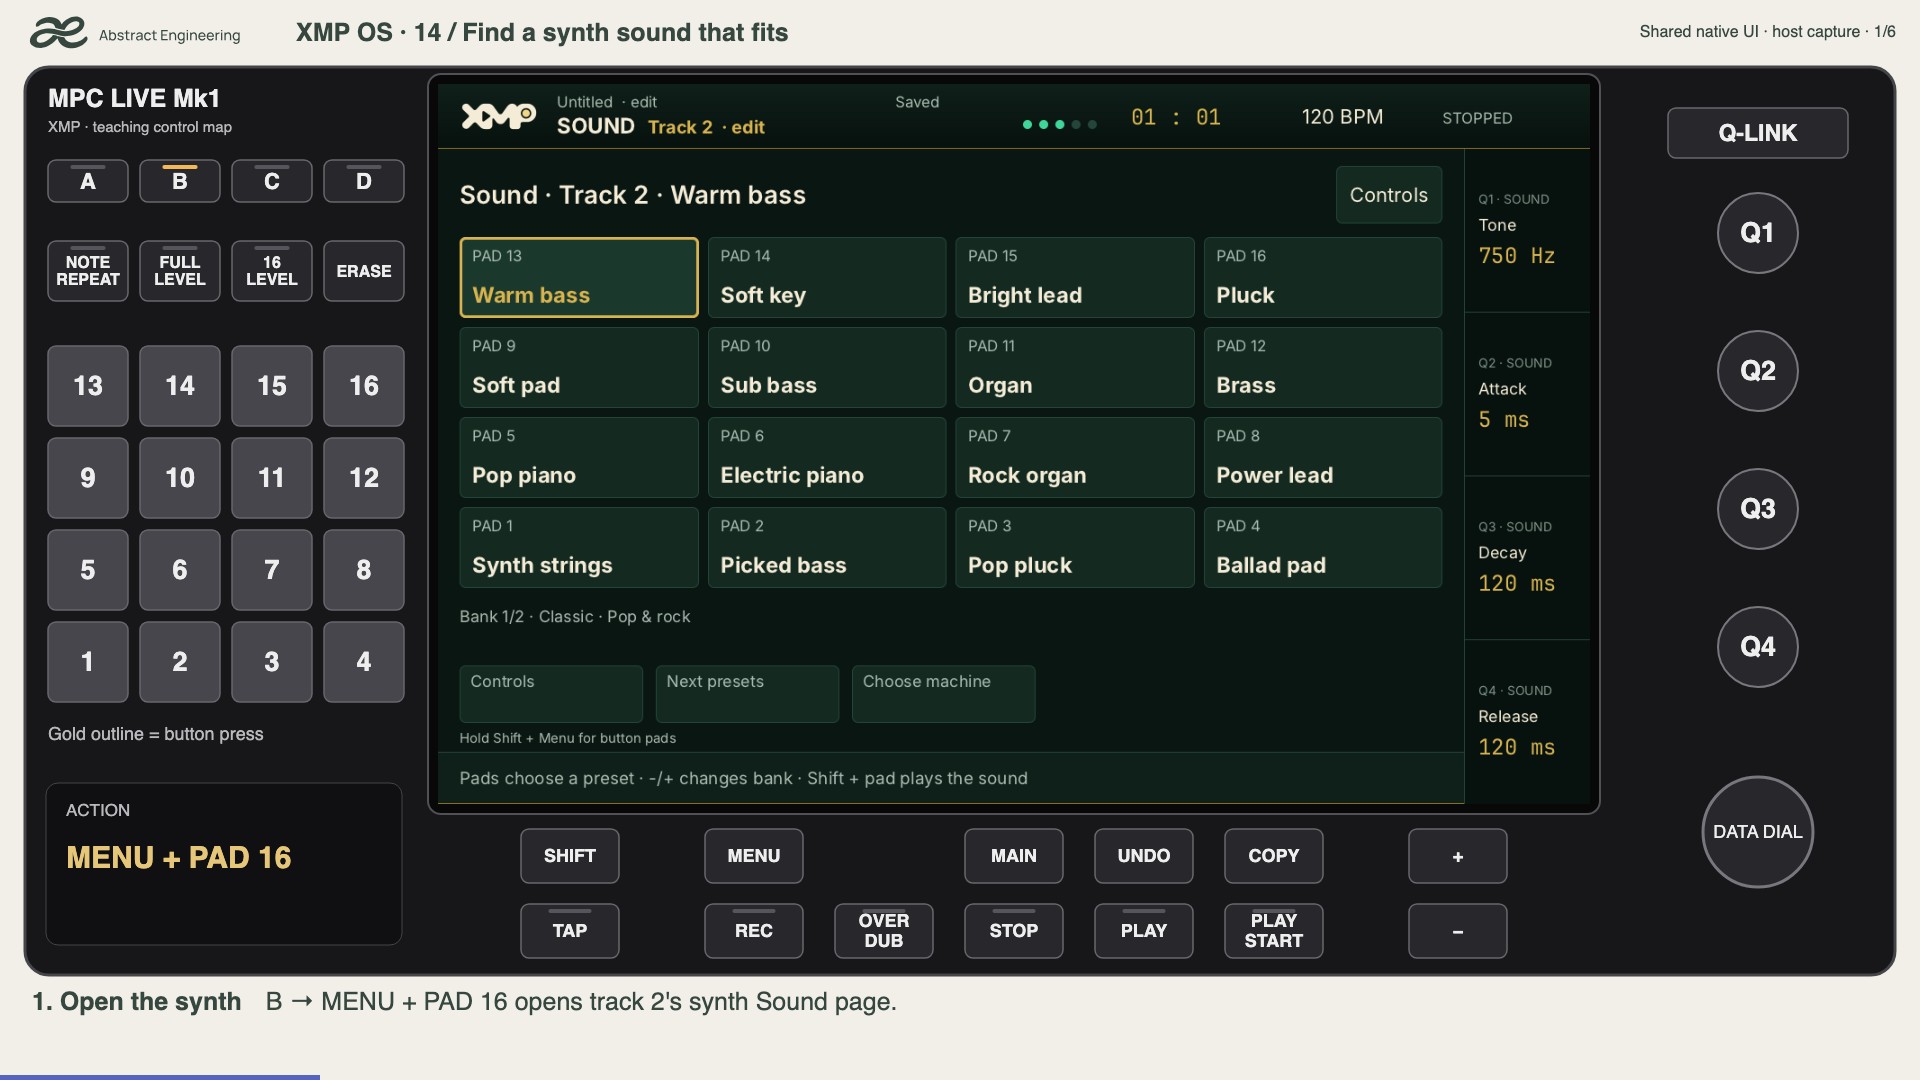 Abstract Engineering
XMP OS · 14 / Find a synth sound that fits
Shared native UI · host capture · 1/6
MPC LIVE Mk1
XMP · teaching control map
A
B
C
D
NOTE REPEAT
FULL LEVEL
16 LEVEL
ERASE
13
14
15
16
9
10
11
12
5
6
7
8
1
2
3
4
Gold outline = button press
ACTION
MENU + PAD 16
XMP
Untitled · edit
Saved
SOUND Track 2 · edit
01 : 01
120 BPM
STOPPED
Sound · Track 2 · Warm bass
Controls
PAD 13
Warm bass
PAD 14
Soft key
PAD 15
Bright lead
PAD 16
Pluck
PAD 9
Soft pad
PAD 10
Sub bass
PAD 11
Organ
PAD 12
Brass
PAD 5
Pop piano
PAD 6
Electric piano
PAD 7
Rock organ
PAD 8
Power lead
PAD 1
Synth strings
PAD 2
Picked bass
PAD 3
Pop pluck
PAD 4
Ballad pad
Bank 1/2 · Classic · Pop & rock
Controls
Next presets
Choose machine
Hold Shift + Menu for button pads
Pads choose a preset · -/+ changes bank · Shift + pad plays the sound
Q1 · SOUND
Tone
750 Hz
Q2 · SOUND
Attack
5 ms
Q3 · SOUND
Decay
120 ms
Q4 · SOUND
Release
120 ms
Q-LINK
Q1
Q2
Q3
Q4
DATA DIAL
SHIFT
MENU
MAIN
UNDO
COPY
+
TAP
REC
OVER DUB
STOP
PLAY
PLAY START
−
1. Open the synth B → MENU + PAD 16 opens track 2's synth Sound page.